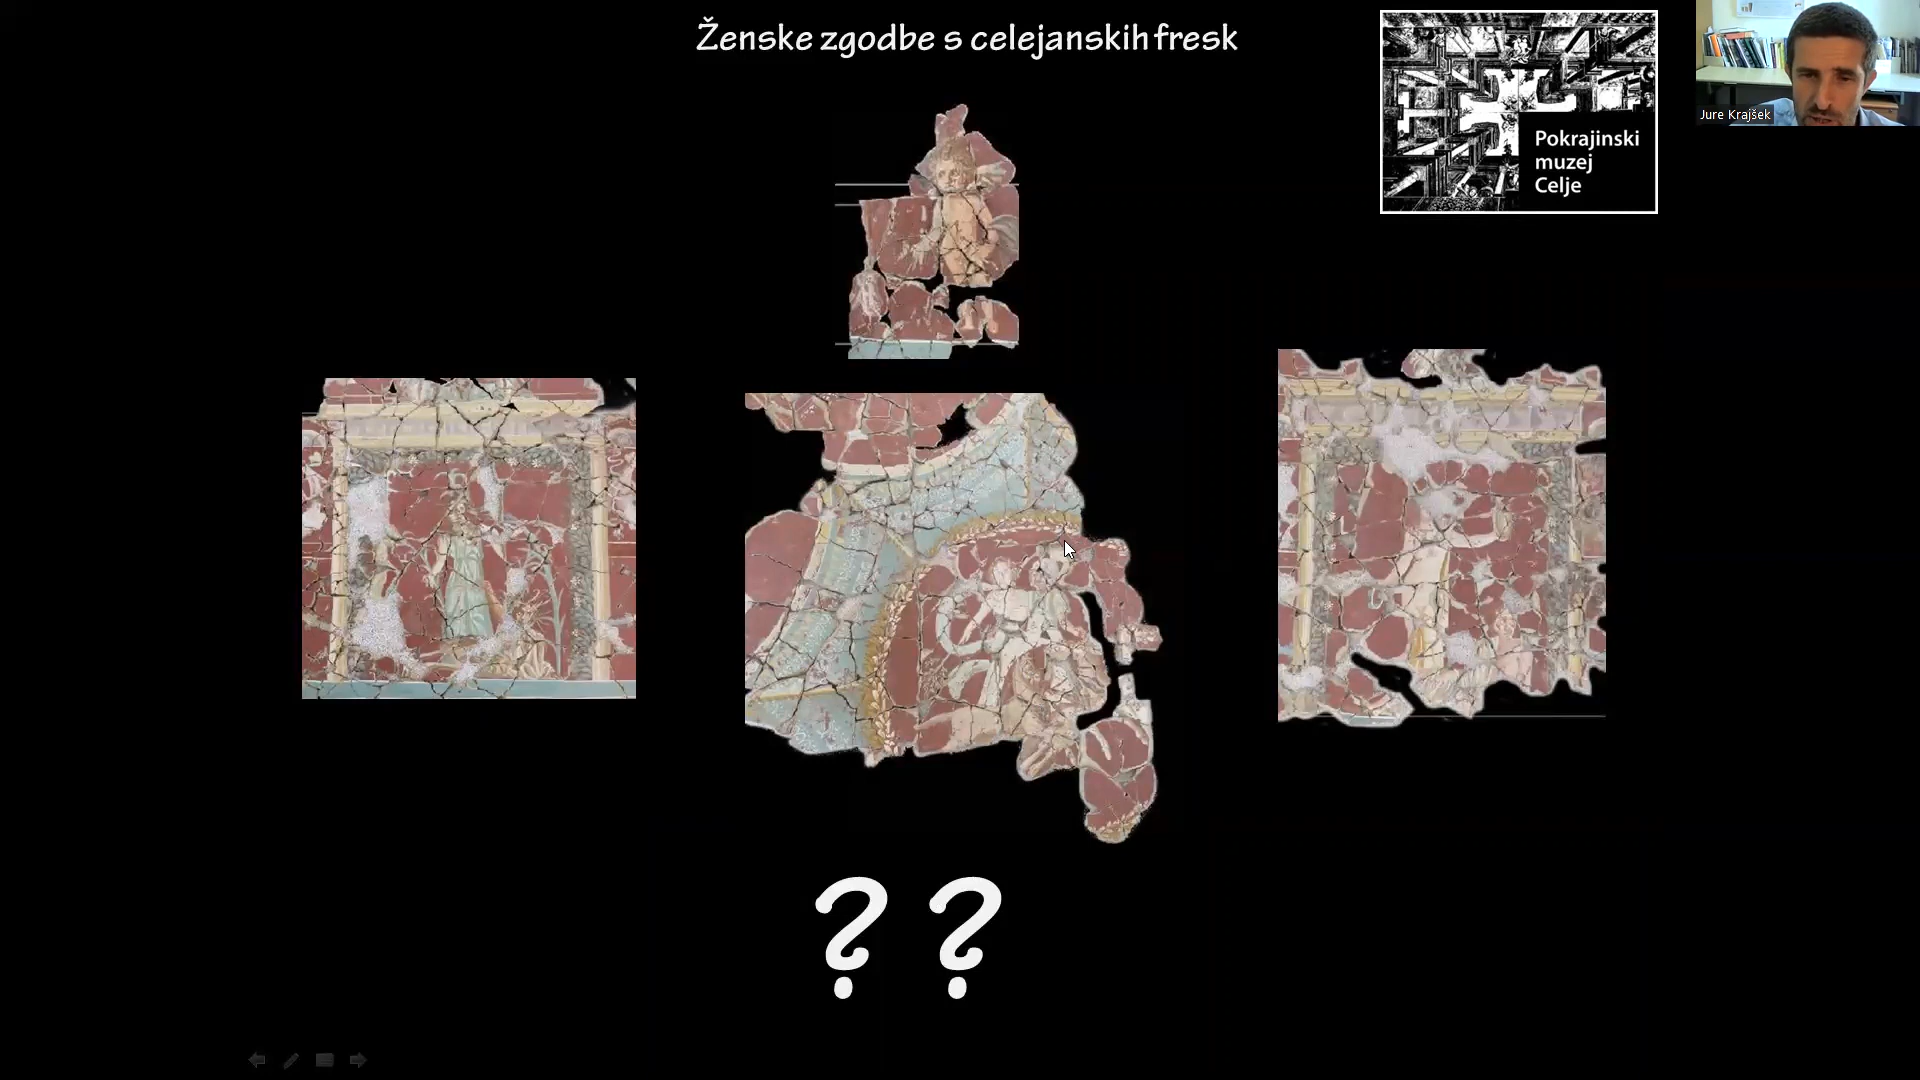 Ženske zgodbe s celejanskih fresk
Pokrajinski
muzej
Celje
Jure Krajšek
? ?